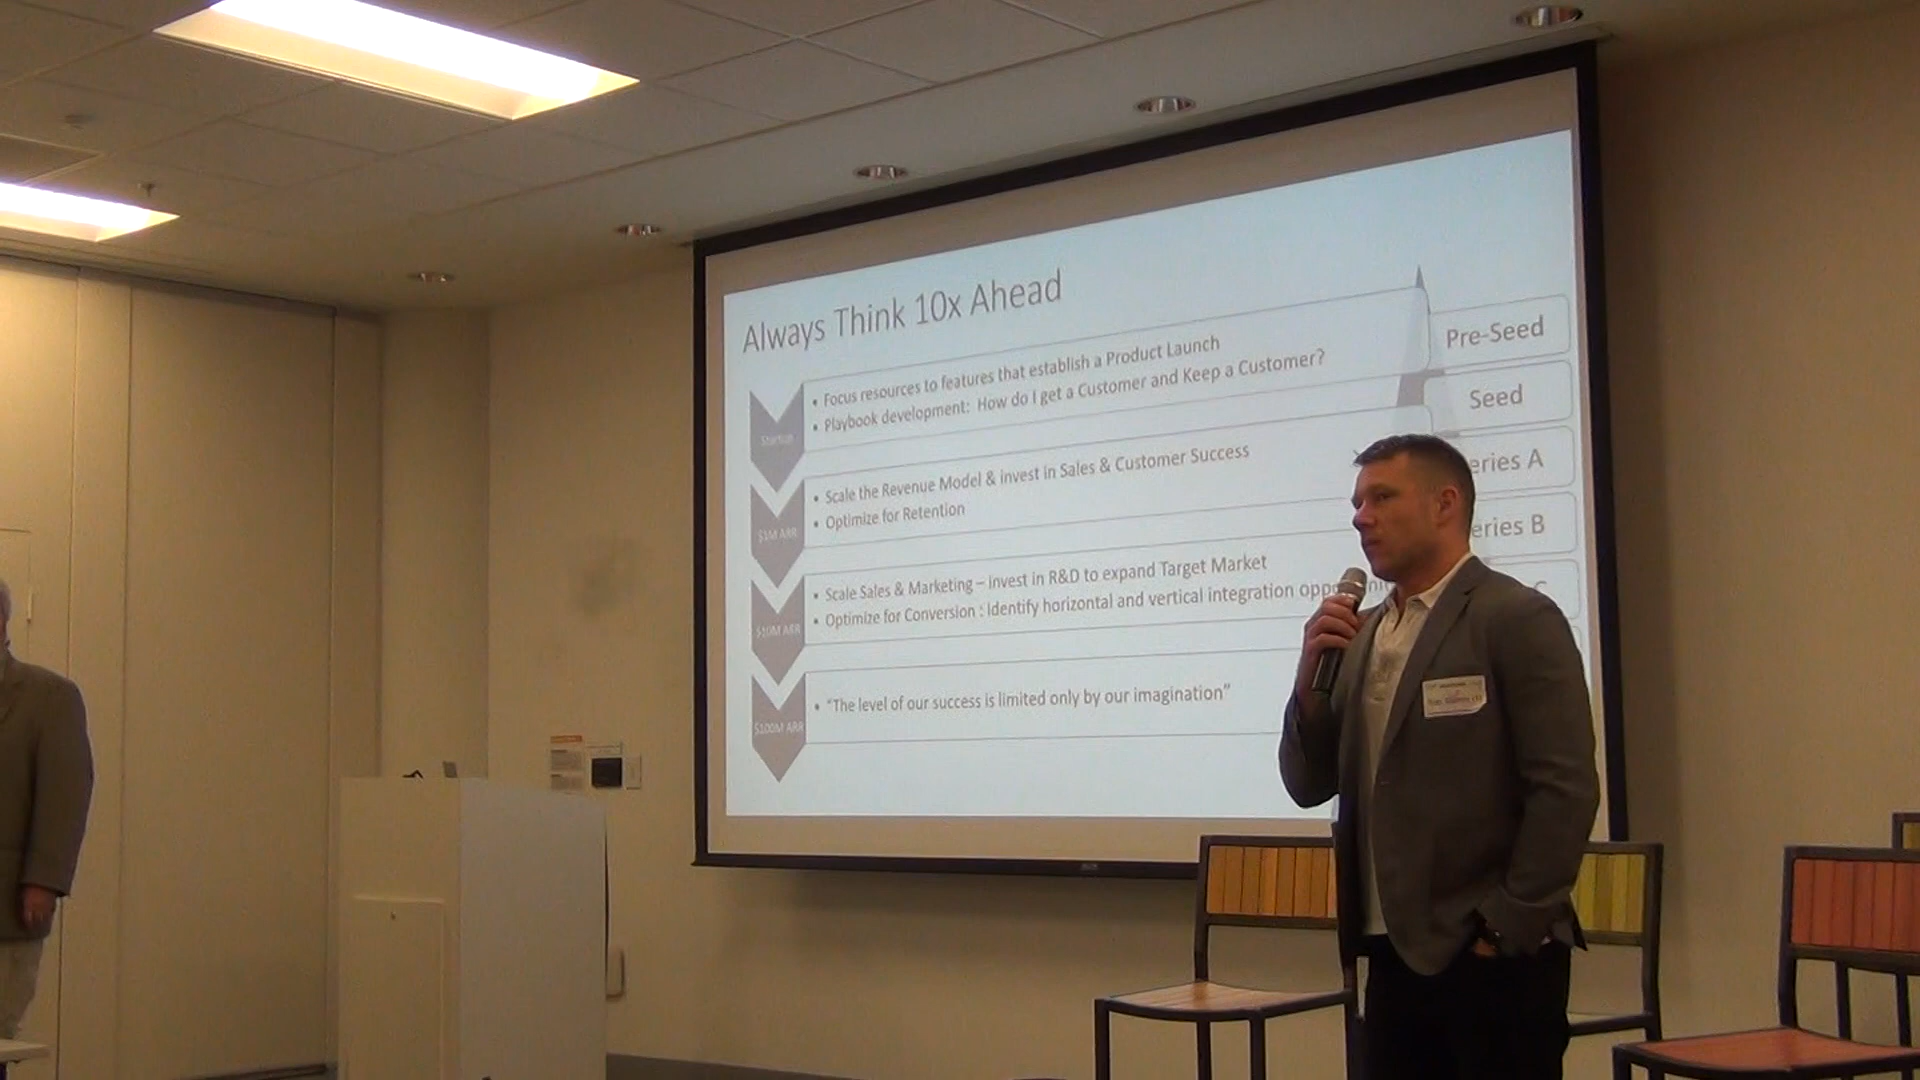 Always Think 10x Ahead
Startup
• Focus resources to features that establish a Product Launch
• Playbook development: How do I get a Customer and Keep a Customer?
$1M ARR
• Scale the Revenue Model & invest in Sales & Customer Success
• Optimize for Retention
$10M ARR
• Scale Sales & Marketing – invest in R&D to expand Target Market
• Optimize for Conversion : Identify horizontal and vertical integration
$100M ARR
• "The level of our success is limited only by our imagination"
Pre-Seed
Seed
eries A
eries B